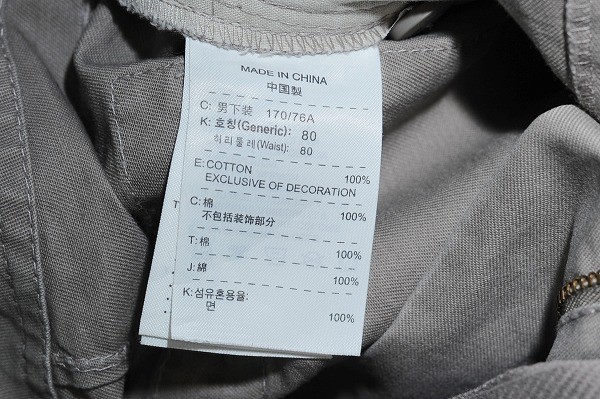 MADE IN CHINA
中国製
C: 男下装 170/76A
K: 호칭(Generic): 80
허리둘레(Waist): 80
E: COTTON 100%
EXCLUSIVE OF DECORATION
C: 棉 100%
不包括装饰部分
T: 棉 100%
J: 綿 100%
K: 섬유혼용율:
면 100%